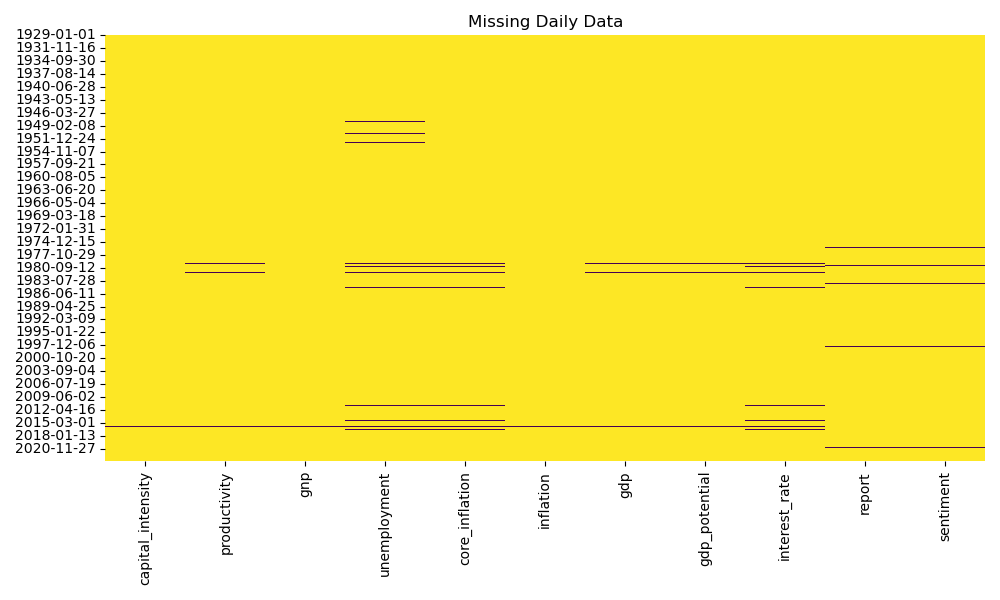 Missing Daily Data
1929-01-01
1931-11-16
1934-09-30
1937-08-14
1940-06-28
1943-05-13
1946-03-27
1949-02-08
1951-12-24
1954-11-07
1957-09-21
1960-08-05
1963-06-20
1966-05-04
1969-03-18
1972-01-31
1974-12-15
1977-10-29
1980-09-12
1983-07-28
1986-06-11
1989-04-25
1992-03-09
1995-01-22
1997-12-06
2000-10-20
2003-09-04
2006-07-19
2009-06-02
2012-04-16
2015-03-01
2018-01-13
2020-11-27
capital_intensity
productivity
gnp
unemployment
core_inflation
inflation
gdp
gdp_potential
interest_rate
report
sentiment